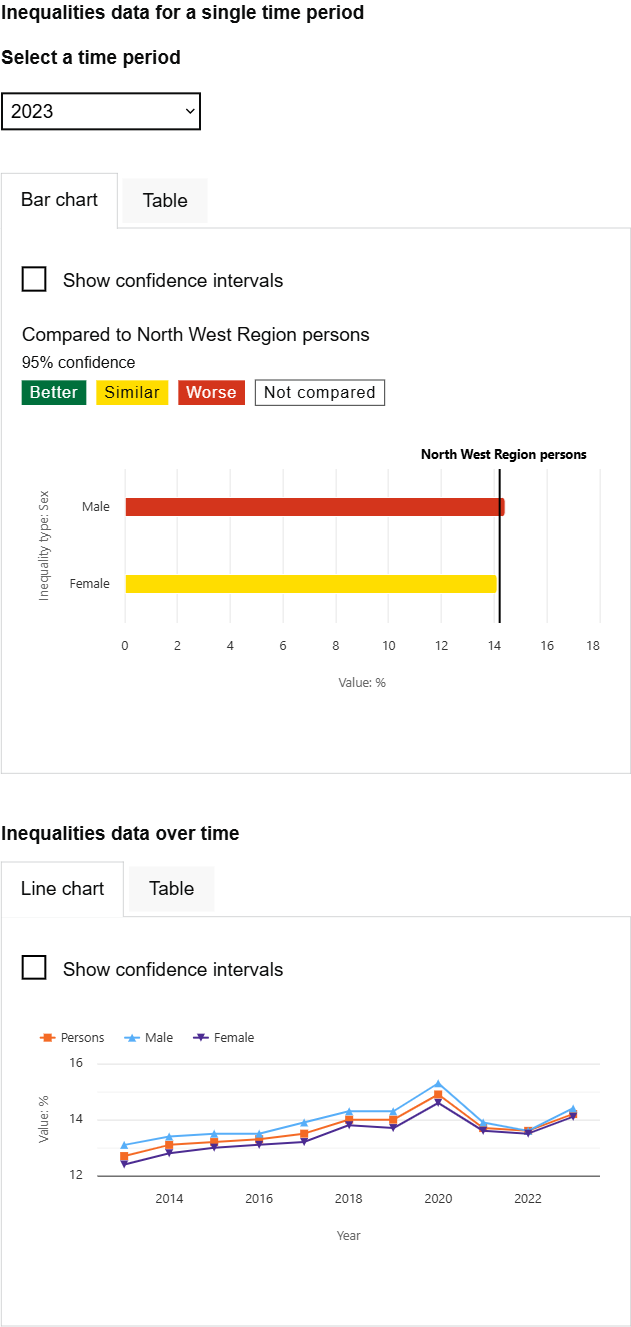 Inequalities data for a single time period
Select a time period
2023
Bar chart
Table
Show confidence intervals
Compared to North West Region persons
95% confidence
Better Similar Worse Not compared
North West Region persons
Inequality type: Sex
Male
Female
0 2 4 6 8 10 12 14 16 18
Value: %
Inequalities data over time
Line chart
Table
Show confidence intervals
Persons Male Female
Value: %
16
14
12
2014 2016 2018 2020 2022
Year